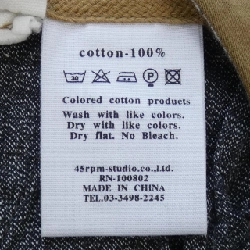 cotton-100%
Colored cotton products
Wash with like colors.
Dry with like colors.
Dry flat. No Bleach.
45rpm-studio.co.,Ltd.
RN-100802
MADE IN CHINA
TEL.03-3498-2245